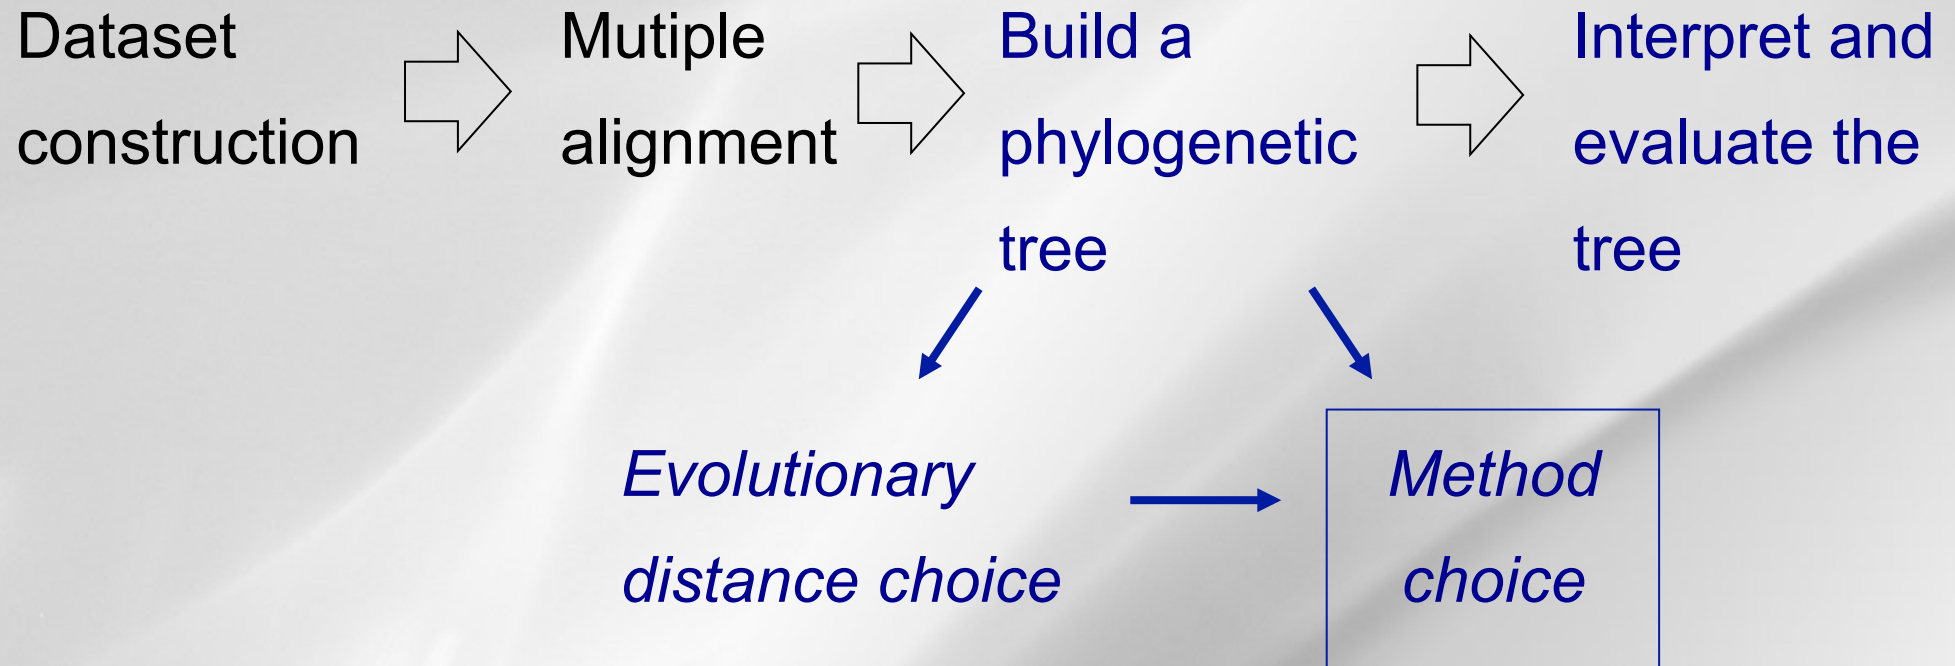 Dataset
construction
Mutiple
alignment
Build a
phylogenetic
tree
Interpret and
evaluate the
tree
Evolutionary
distance choice
Method
choice